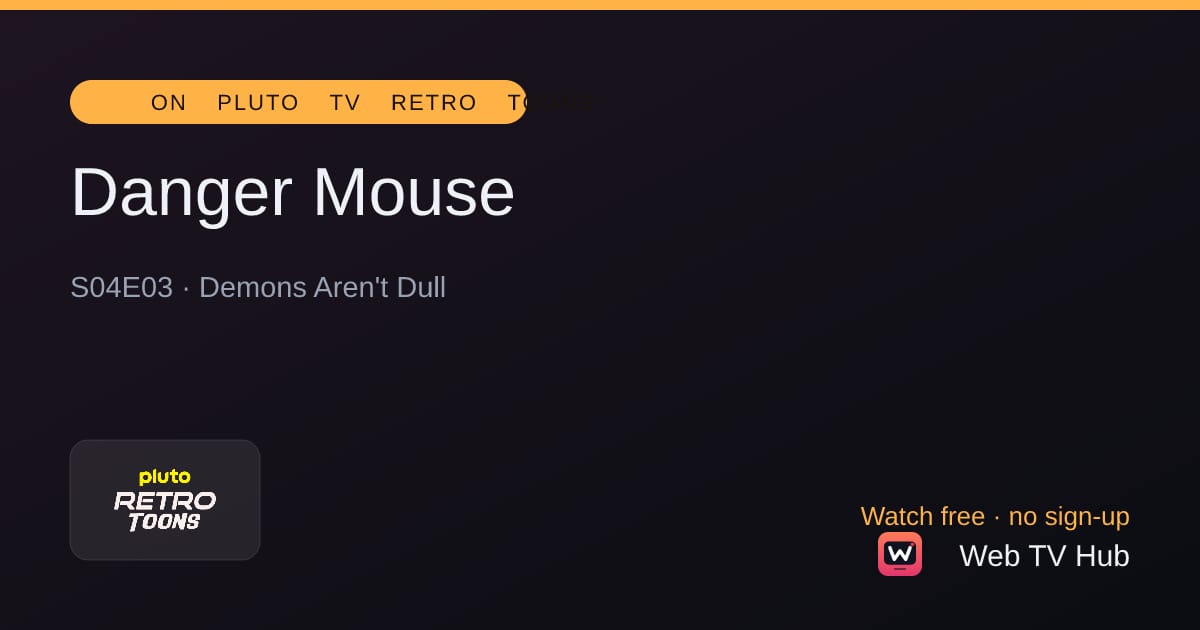 ON PLUTO TV RETRO TOONS
Danger Mouse
S04E03 · Demons Aren't Dull
pluto
RETRO
TOONS
Watch free · no sign-up
W
Web TV Hub